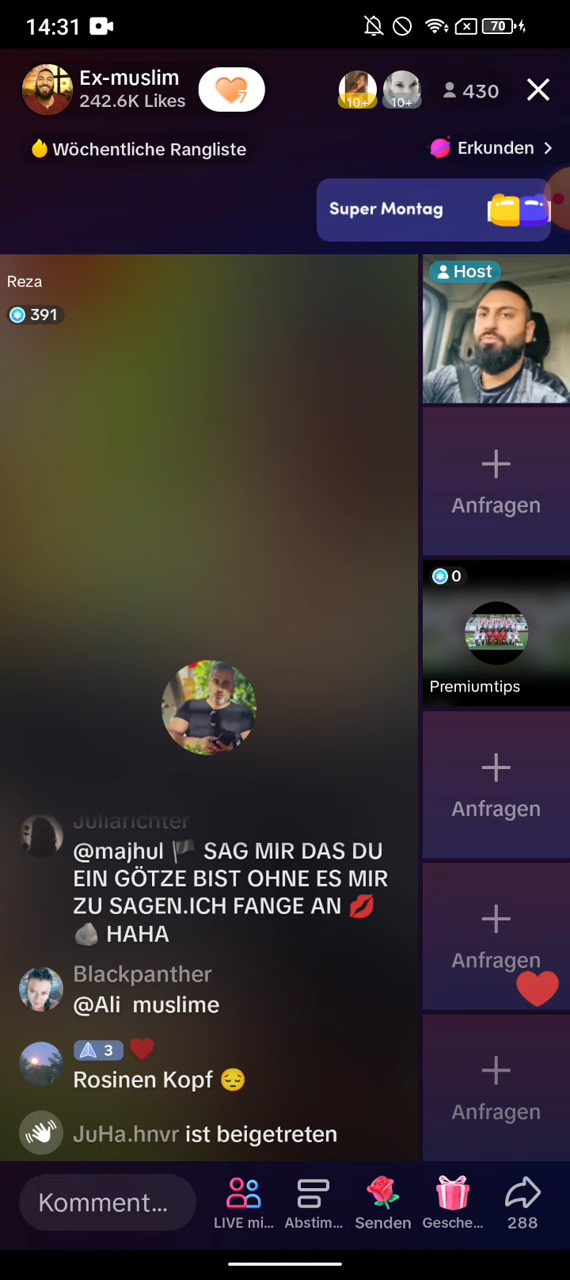 14:31
70
Ex-muslim
242.6K Likes
7
10+
10+
430
Wöchentliche Rangliste
Erkunden
Super Montag
Reza
391
Host
Anfragen
0
Premiumtips
Anfragen
Anfragen
Anfragen
Juliarichter
@majhul 🏴 SAG MIR DAS DU
EIN GÖTZE BIST OHNE ES MIR
ZU SAGEN.ICH FANGE AN 💋
🪨 HAHA
Blackpanther
@Ali muslime
3 ♥
Rosinen Kopf 😔
JuHa.hnvr ist beigetreten
Komment...
LIVE mi...
Abstim...
Senden
Gesche...
288